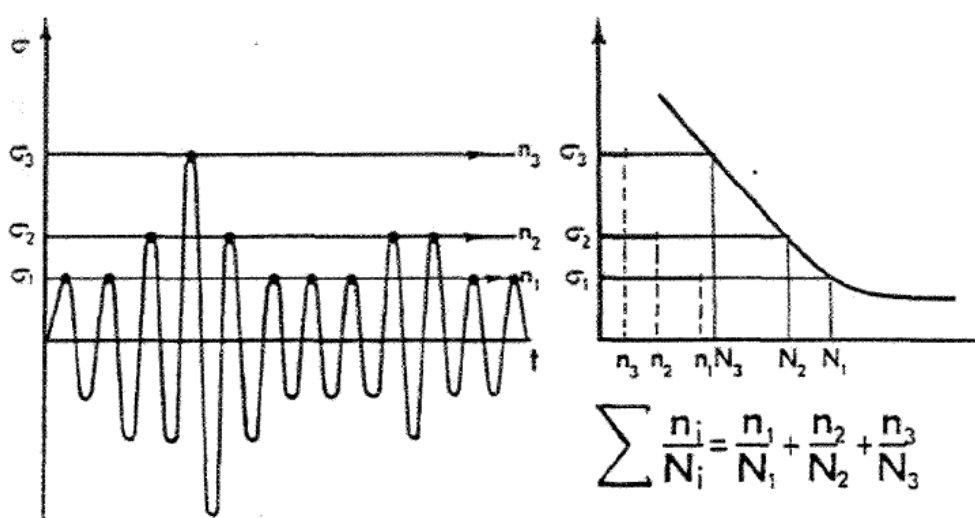 σ
σ₃
n₃
σ₂
n₂
σ₁
n₁
t
σ₃
σ₂
σ₁
n₃ n₂ n₁ N₃ N₂ N₁
∑ nᵢ/Nᵢ = n₁/N₁ + n₂/N₂ + n₃/N₃